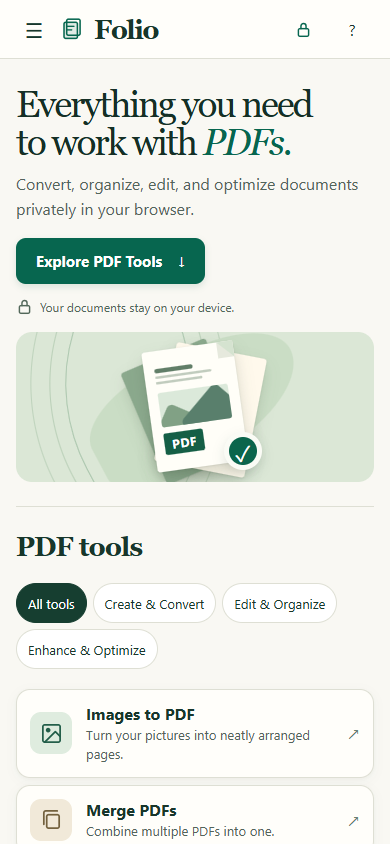 Folio
?
Everything you need
to work with PDFs.
Convert, organize, edit, and optimize documents
privately in your browser.
Explore PDF Tools ↓
Your documents stay on your device.
PDF
PDF tools
All tools
Create & Convert
Edit & Organize
Enhance & Optimize
Images to PDF
Turn your pictures into neatly arranged
pages.
↗
Merge PDFs
Combine multiple PDFs into one.
↗